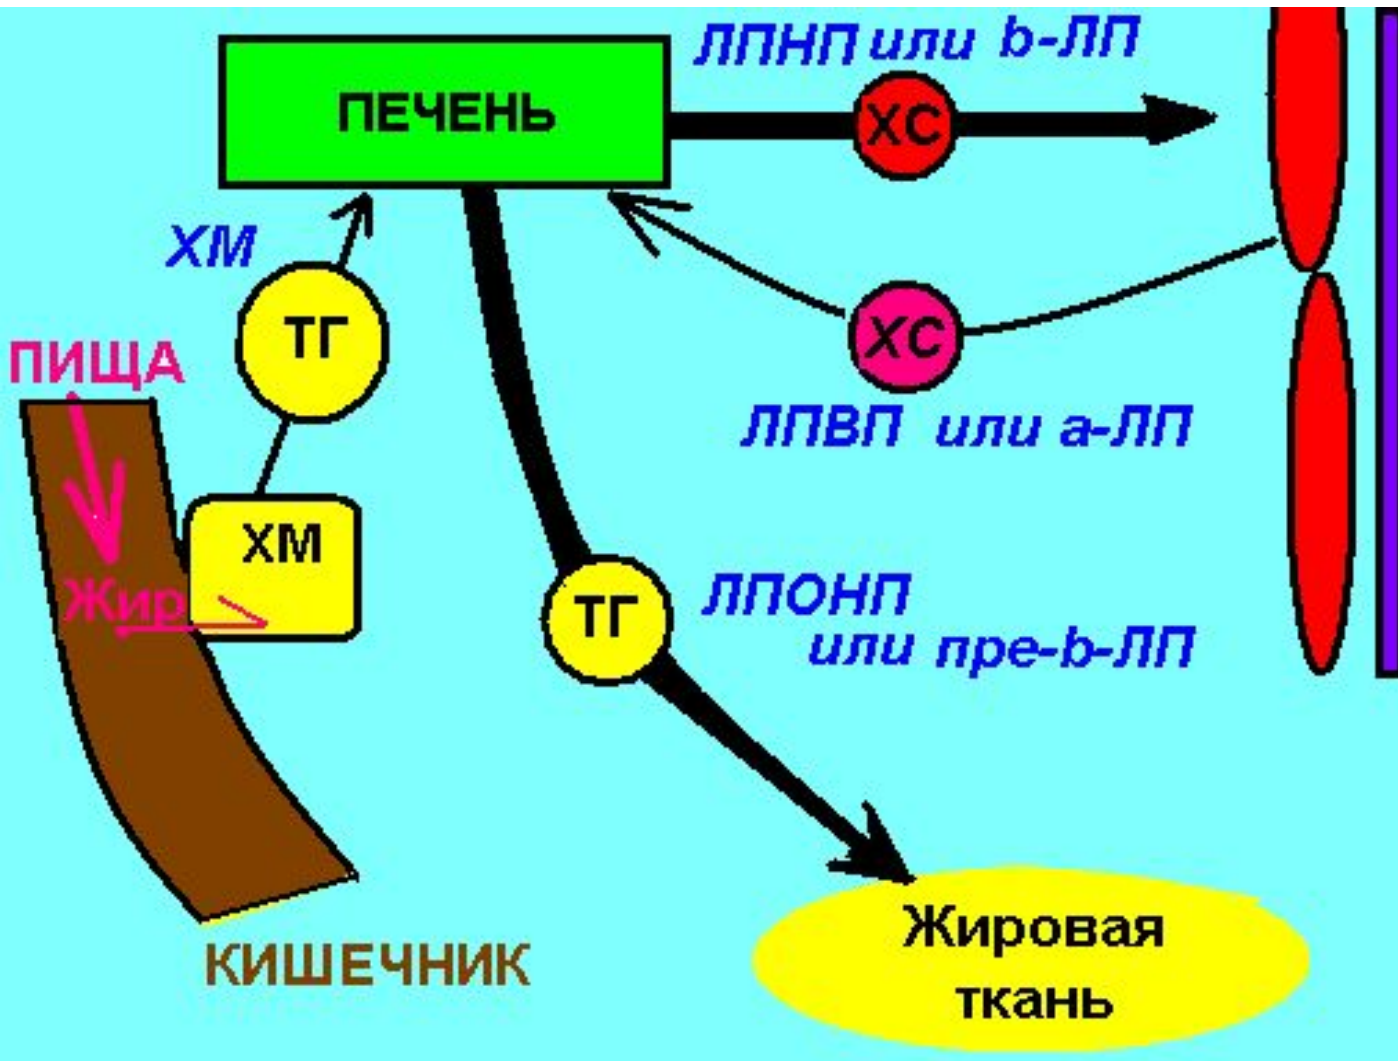 ЛПНП или b-ЛП
ПЕЧЕНЬ
ХС
ХМ
ТГ
ХС
ПИЩА
ЛПВП или a-ЛП
ХМ
Жир
ТГ
ЛПОНП
или пре-b-ЛП
КИШЕЧНИК
Жировая
ткань